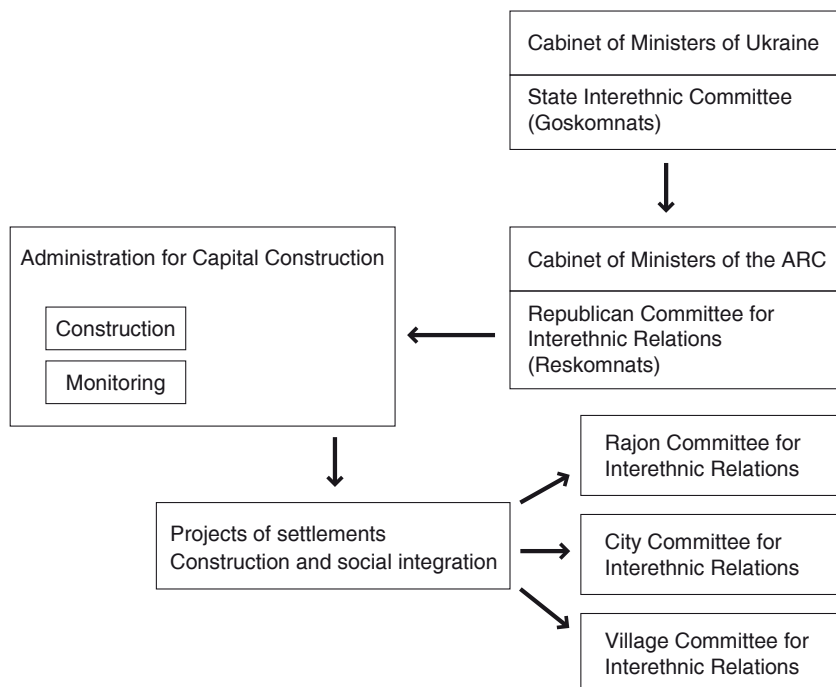 Cabinet of Ministers of Ukraine
State Interethnic Committee
(Goskomnats)
Administration for Capital Construction
Construction
Monitoring
Cabinet of Ministers of the ARC
Republican Committee for
Interethnic Relations
(Reskomnats)
Projects of settlements
Construction and social integration
Rajon Committee for
Interethnic Relations
City Committee for
Interethnic Relations
Village Committee for
Interethnic Relations